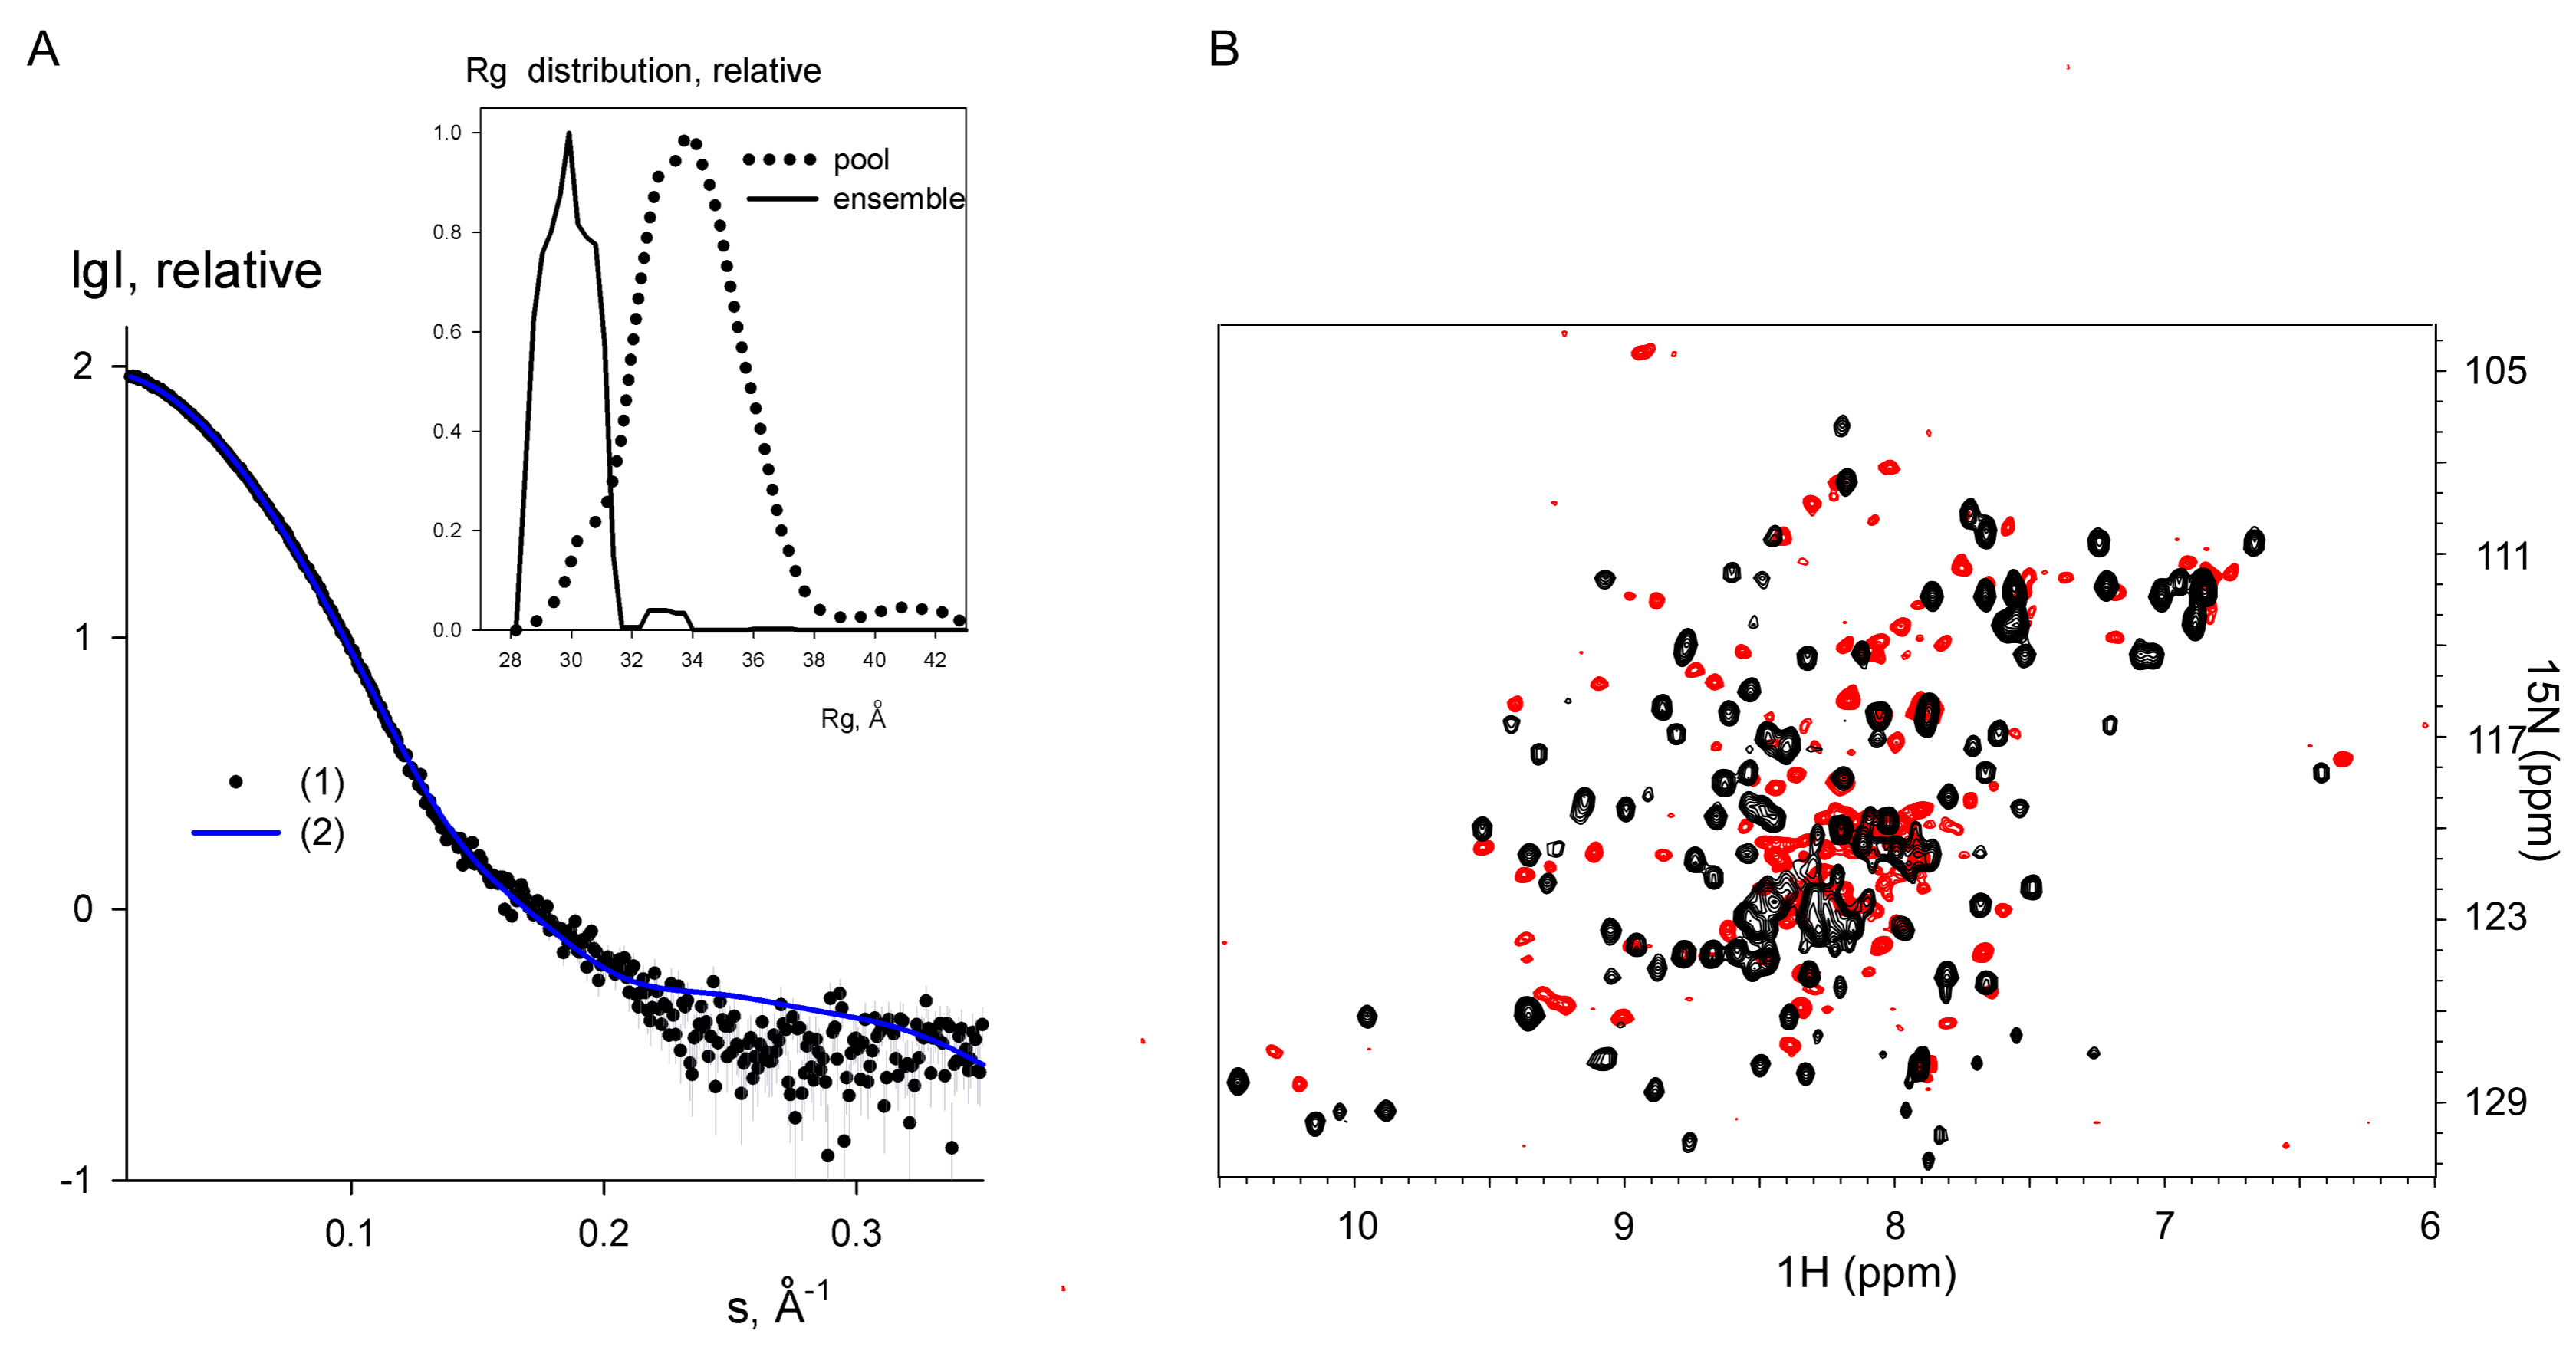 A
B
Rg distribution, relative
1.0
0.8
0.6
0.4
0.2
0.0
pool
ensemble
28 30 32 34 36 38 40 42
Rg, Å
lgI, relative
2
1
0
-1
(1)
(2)
0.1 0.2 0.3
s, Å-1
105
111
117
123
129
15N (ppm)
10 9 8 7 6
1H (ppm)